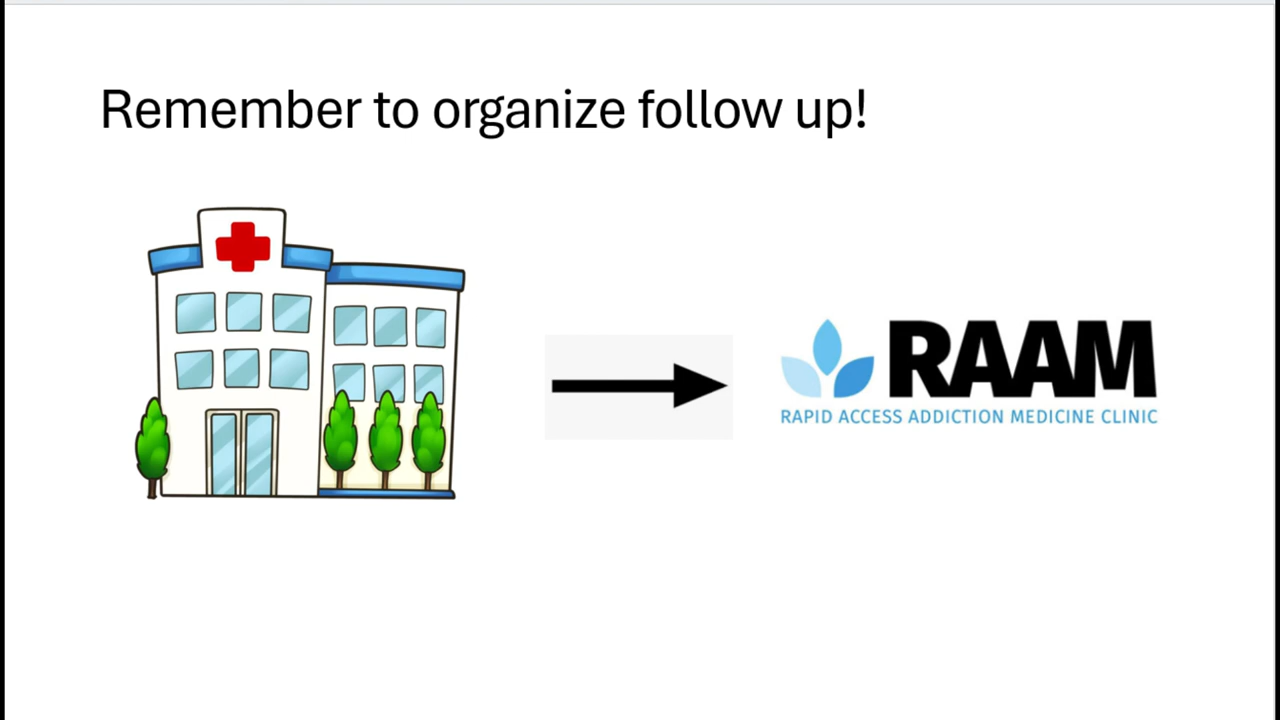 Remember to organize follow up!
RAAM
RAPID ACCESS ADDICTION MEDICINE CLINIC